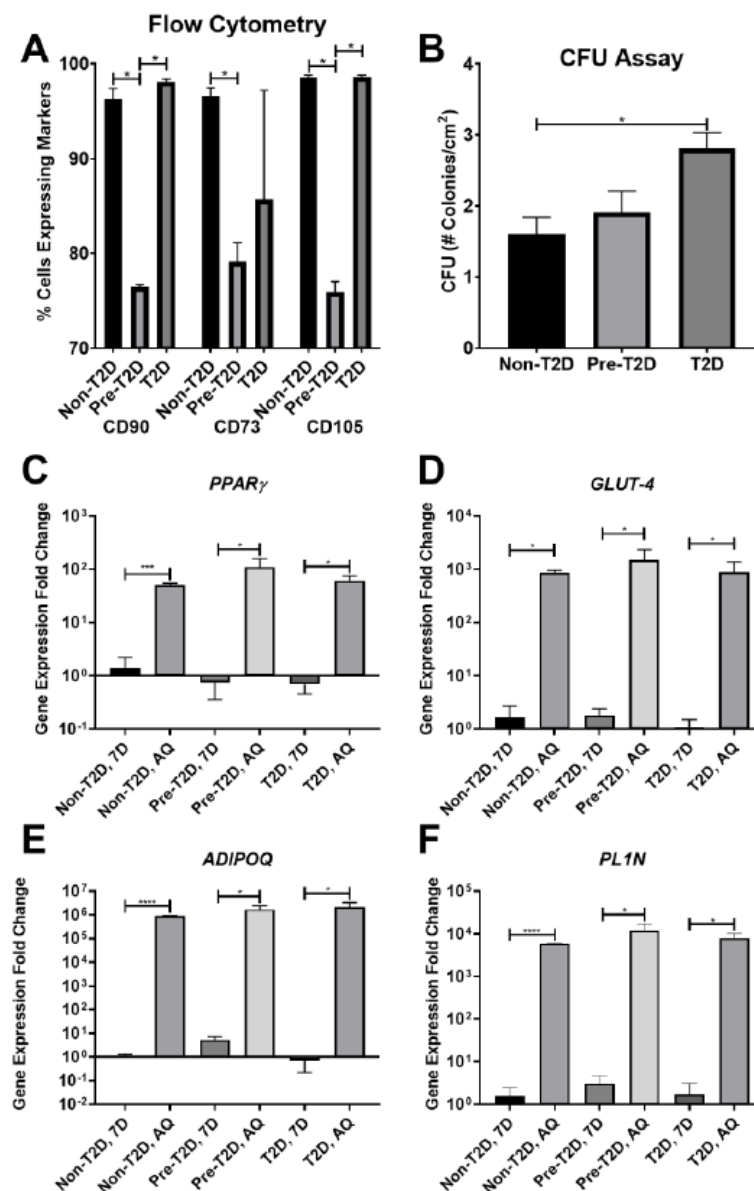 A
Flow Cytometry
% Cells Expressing Markers
100
90
80
70
* * * * *
Non-T2D Pre-T2D T2D Non-T2D Pre-T2D T2D Non-T2D Pre-T2D T2D
CD90 CD73 CD105
B
CFU Assay
CFU (# Colonies/cm²)
4
3
2
1
0
*
Non-T2D Pre-T2D T2D
C
PPARγ
Gene Expression Fold Change
10³
10²
10¹
10⁰
10⁻¹
*** * *
Non-T2D, 7D Non-T2D, AQ Pre-T2D, 7D Pre-T2D, AQ T2D, 7D T2D, AQ
D
GLUT-4
Gene Expression Fold Change
10⁴
10³
10²
10¹
10⁰
* * *
Non-T2D, 7D Non-T2D, AQ Pre-T2D, 7D Pre-T2D, AQ T2D, 7D T2D, AQ
E
ADIPOQ
Gene Expression Fold Change
10⁷
10⁶
10⁵
10⁴
10³
10²
10¹
10⁰
10⁻¹
10⁻²
**** * *
Non-T2D, 7D Non-T2D, AQ Pre-T2D, 7D Pre-T2D, AQ T2D, 7D T2D, AQ
F
PL1N
Gene Expression Fold Change
10⁵
10⁴
10³
10²
10¹
10⁰
**** * *
Non-T2D, 7D Non-T2D, AQ Pre-T2D, 7D Pre-T2D, AQ T2D, 7D T2D, AQ